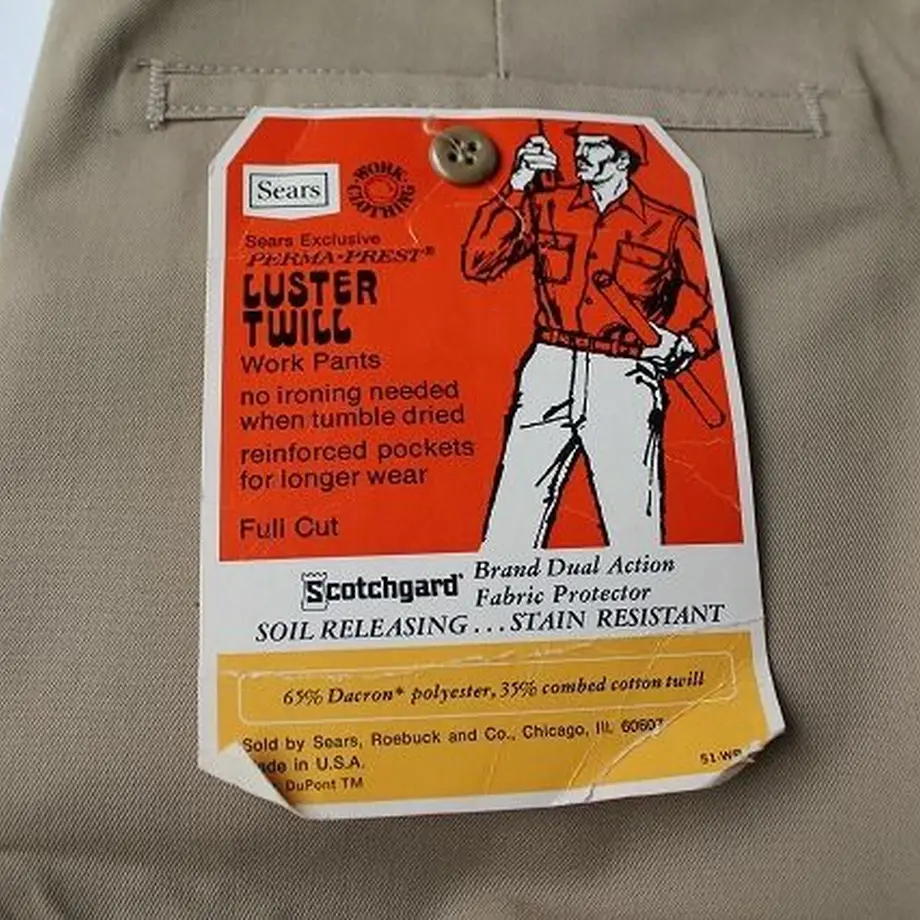 Sears
WORK CLOTHING
Sears Exclusive
PERMA-PREST®
LUSTER
TWILL
Work Pants
no ironing needed
when tumble dried
reinforced pockets
for longer wear
Full Cut
Scotchgard® Brand Dual Action
Fabric Protector
SOIL RELEASING...STAIN RESISTANT
65% Dacron* polyester, 35% combed cotton twill
Sold by Sears, Roebuck and Co., Chicago, Ill. 60607
in U.S.A.
DuPont TM